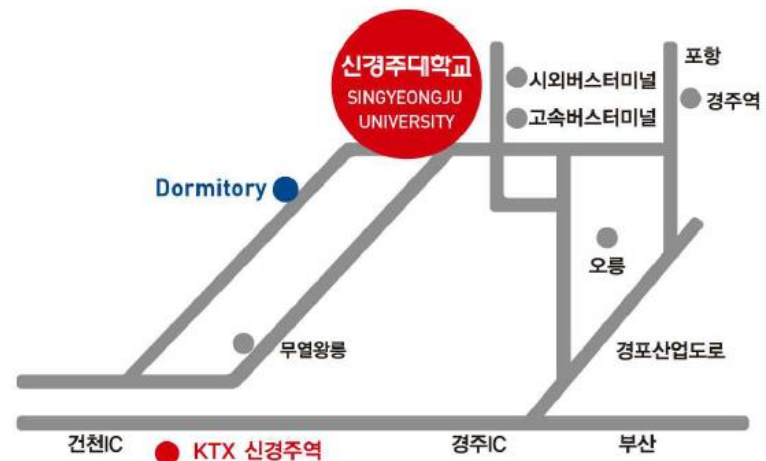 신경주대학교
SINGYEONGJU
UNIVERSITY
포항
시외버스터미널
경주역
고속버스터미널
Dormitory
오릉
무열왕릉
경포산업도로
건천IC
KTX 신경주역
경주IC
부산